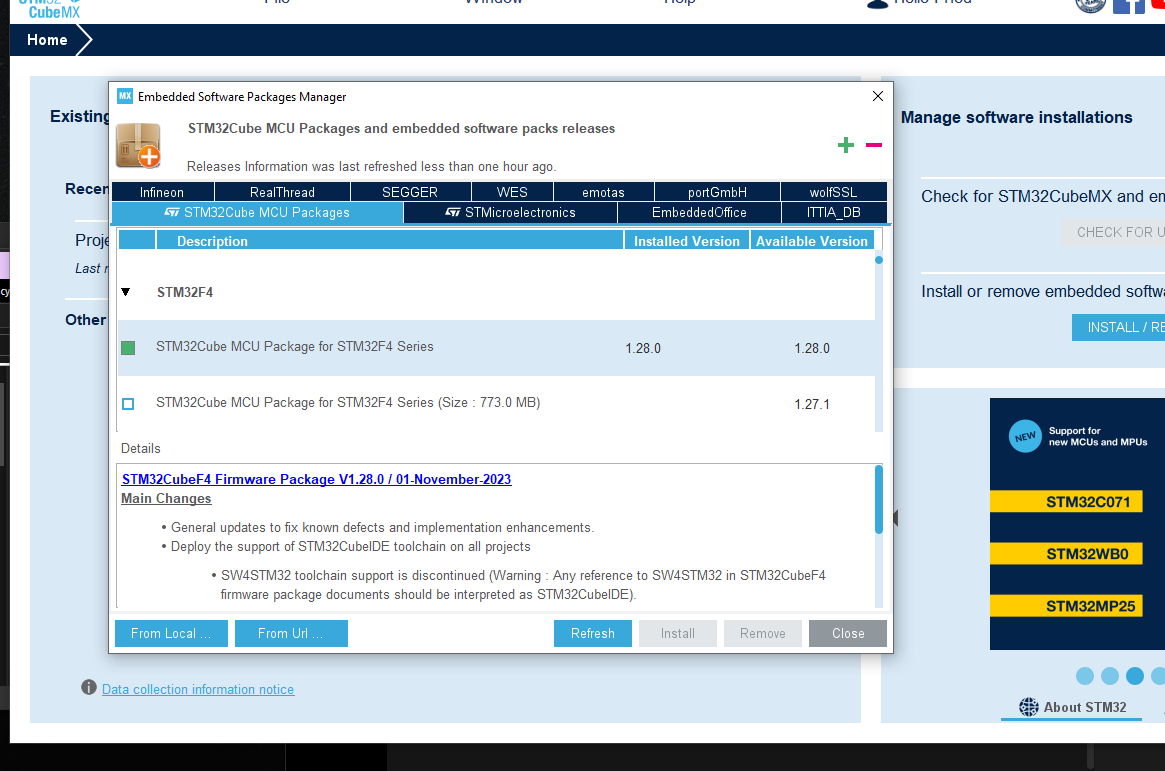 CubeMX
Home
Embedded Software Packages Manager
STM32Cube MCU Packages and embedded software packs releases
Releases Information was last refreshed less than one hour ago.
Infineon RealThread SEGGER WES emotas portGmbH wolfSSL
STM32Cube MCU Packages STMicroelectronics EmbeddedOffice ITTIA_DB
Description Installed Version Available Version
STM32F4
STM32Cube MCU Package for STM32F4 Series 1.28.0 1.28.0
STM32Cube MCU Package for STM32F4 Series (Size : 773.0 MB) 1.27.1
Details
STM32CubeF4 Firmware Package V1.28.0 / 01-November-2023
Main Changes
• General updates to fix known defects and implementation enhancements.
• Deploy the support of STM32CubeIDE toolchain on all projects
• SW4STM32 toolchain support is discontinued (Warning : Any reference to SW4STM32 in STM32CubeF4
firmware package documents should be interpreted as STM32CubeIDE).
From Local ... From Url ... Refresh Install Remove Close
Existing
Recen
Proje
Last
Other
Data collection information notice
Manage software installations
Check for STM32CubeMX and em
CHECK FOR U
Install or remove embedded softwa
INSTALL / RE
NEW
Support for
new MCUs and MPUs
STM32C071
STM32WB0
STM32MP25
About STM32